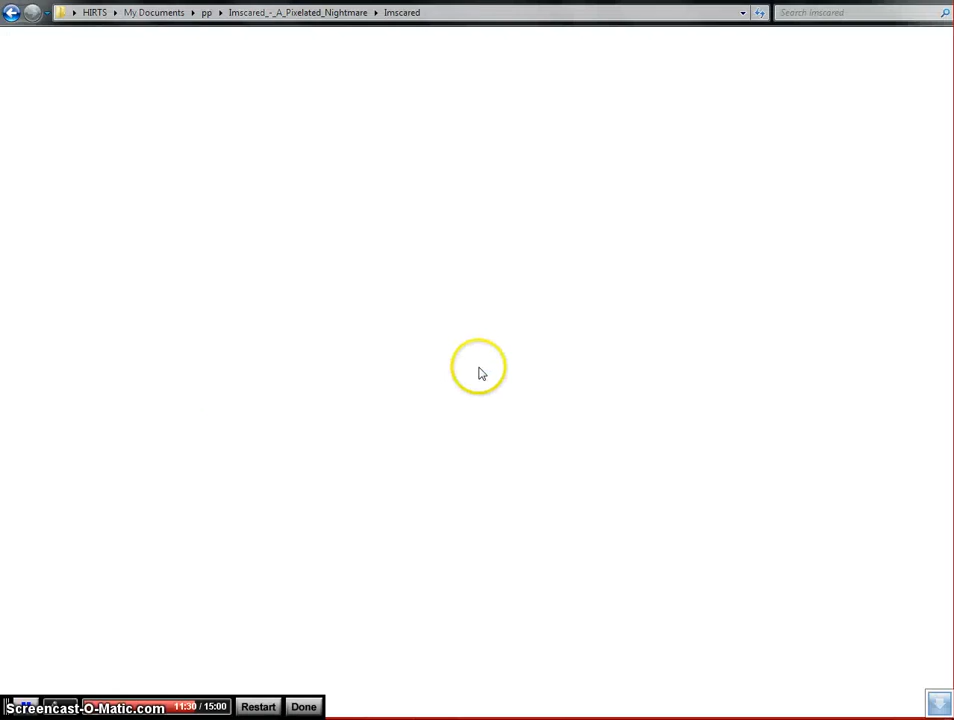 HIRTS My Documents pp Imscared_-_A_Pixelated_Nightmare Imscared Search imscared
Screencast-O-Matic.com 11:30 / 15:00 Restart Done